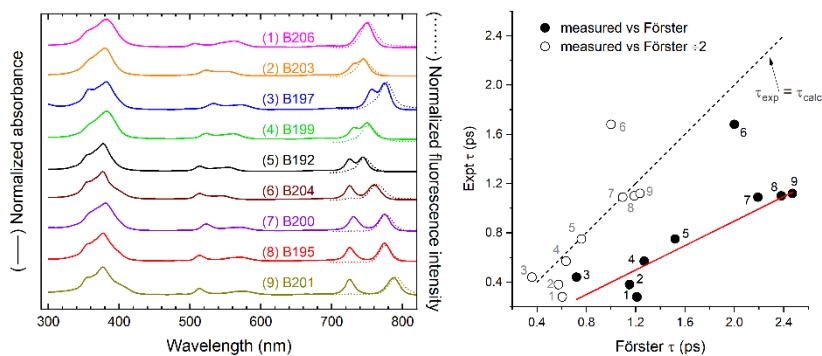 (——) Normalized absorbance
(1) B206
(2) B203
(3) B197
(4) B199
(5) B192
(6) B204
(7) B200
(8) B195
(9) B201
300 400 500 600 700 800
Wavelength (nm)
(······) Normalized fluorescence intensity
measured vs Förster
measured vs Förster ÷2
τexp = τcalc
Expt τ (ps)
2.4
2.0
1.6
1.2
0.8
0.4
6
6
7
8
9
7
8
9
5
5
4
4
3
3
2
2
1
1
0.4 0.8 1.2 1.6 2.0 2.4
Förster τ (ps)